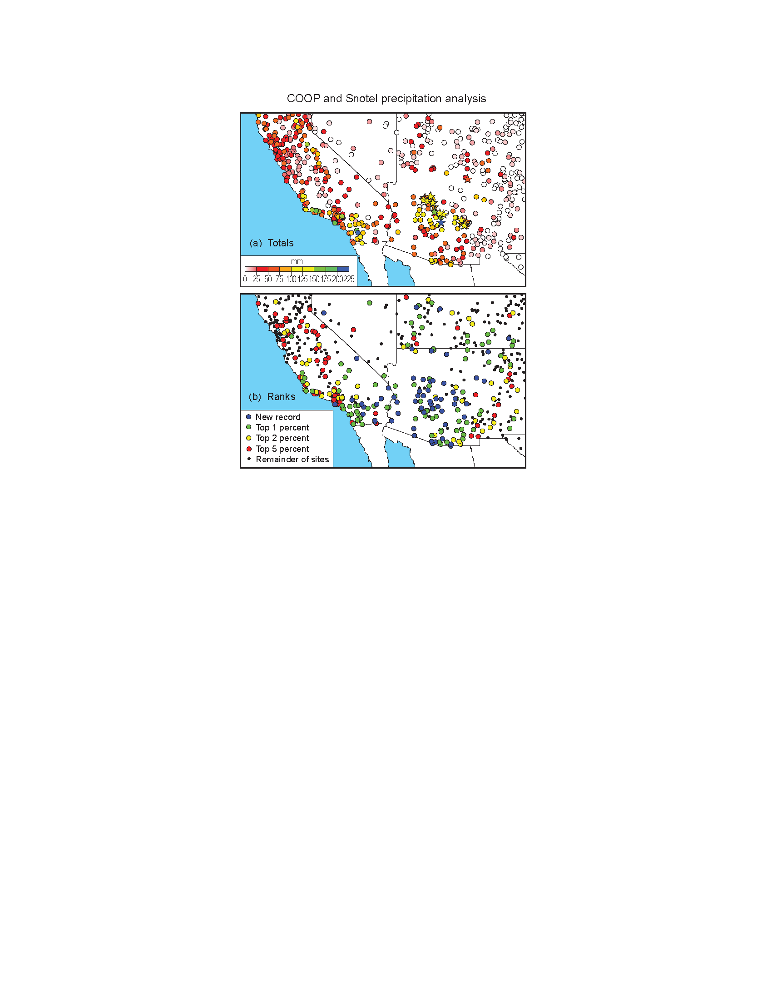 COOP and Snotel precipitation analysis
(a) Totals
mm
0 25 50 75 100 125 150 175 200 225
(b) Ranks
New record
Top 1 percent
Top 2 percent
Top 5 percent
Remainder of sites